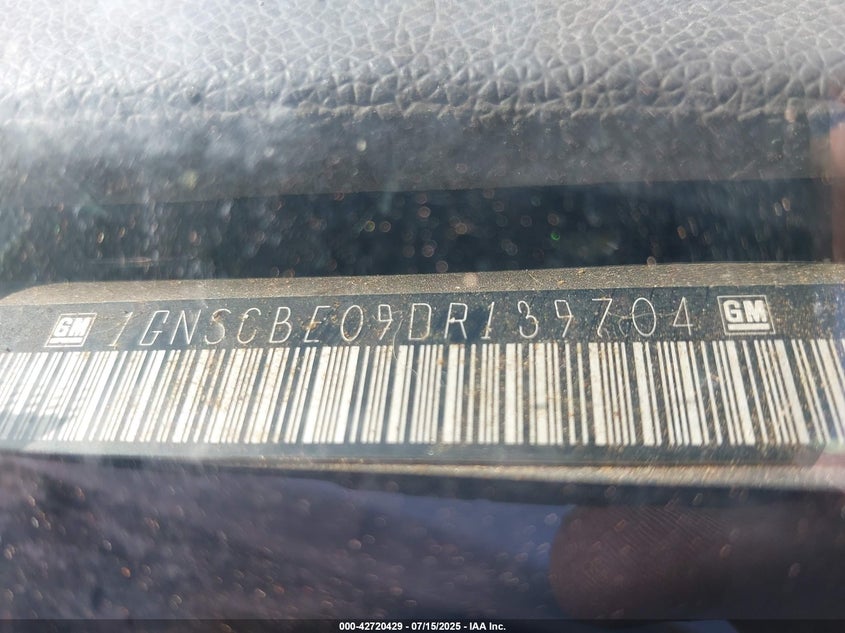 GM 1GNSCBE09DR139704 GM
000-42720429 - 07/15/2025 - IAA Inc.